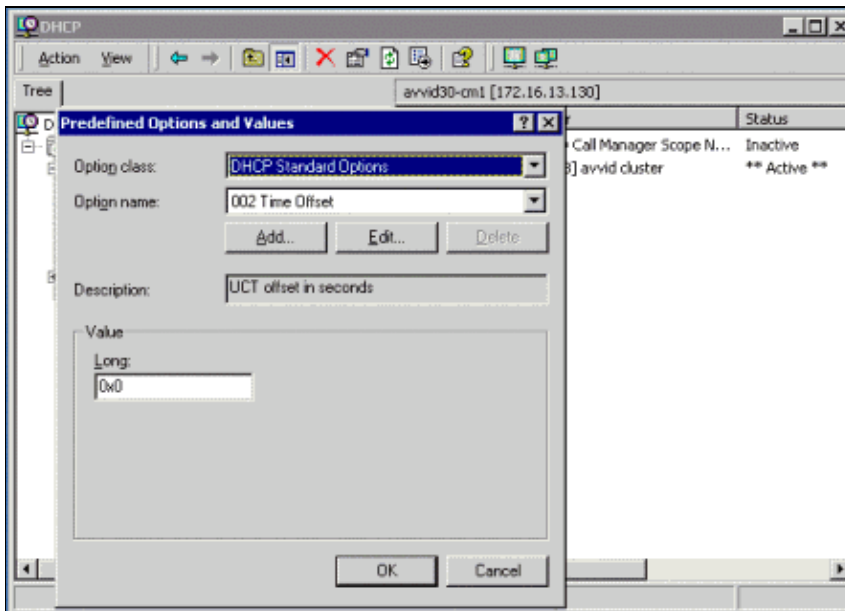 DHCP
Action View
Tree
avvid30-cm1 [172.16.13.130]
D
Predefined Options and Values
r Status
Call Manager Scope N... Inactive
3] avvid cluster ** Active **
Option class:
DHCP Standard Options
Option name:
002 Time Offset
Add... Edit... Delete
Description:
UCT offset in seconds
Value
Long:
0x0
OK Cancel